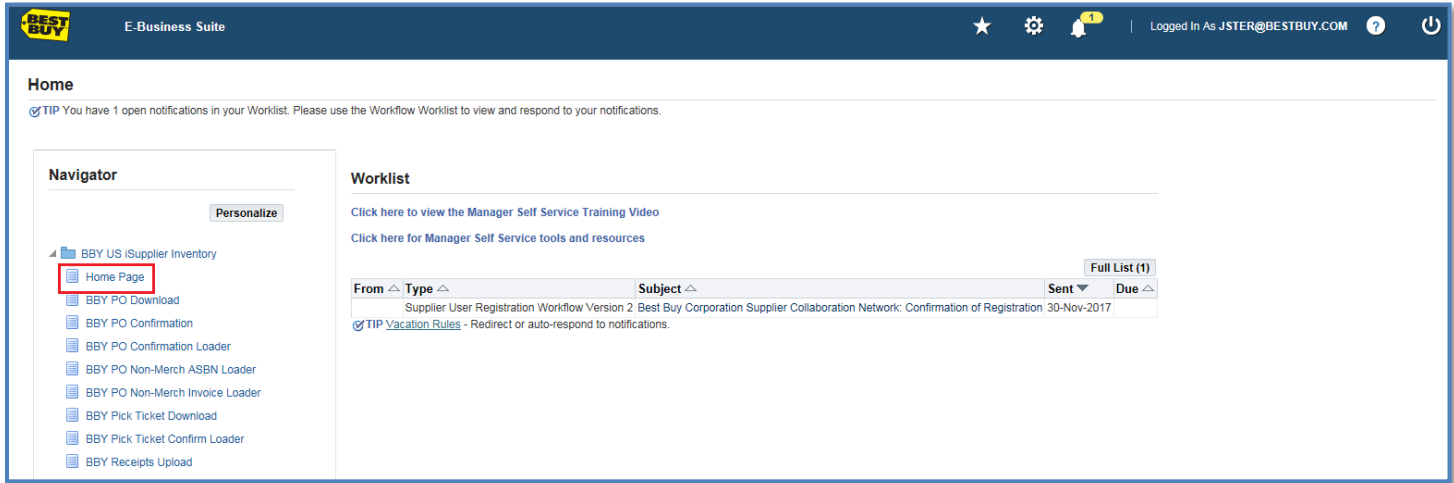 BEST BUY E-Business Suite 1 Logged In As JSTER@BESTBUY.COM ?
Home
TIP You have 1 open notifications in your Worklist. Please use the Workflow Worklist to view and respond to your notifications.
Navigator
Personalize
BBY US iSupplier Inventory
Home Page
BBY PO Download
BBY PO Confirmation
BBY PO Confirmation Loader
BBY PO Non-Merch ASBN Loader
BBY PO Non-Merch Invoice Loader
BBY Pick Ticket Download
BBY Pick Ticket Confirm Loader
BBY Receipts Upload
Worklist
Click here to view the Manager Self Service Training Video
Click here for Manager Self Service tools and resources
Full List (1)
From Type Subject Sent Due
Supplier User Registration Workflow Version 2 Best Buy Corporation Supplier Collaboration Network: Confirmation of Registration 30-Nov-2017
TIP Vacation Rules - Redirect or auto-respond to notifications.